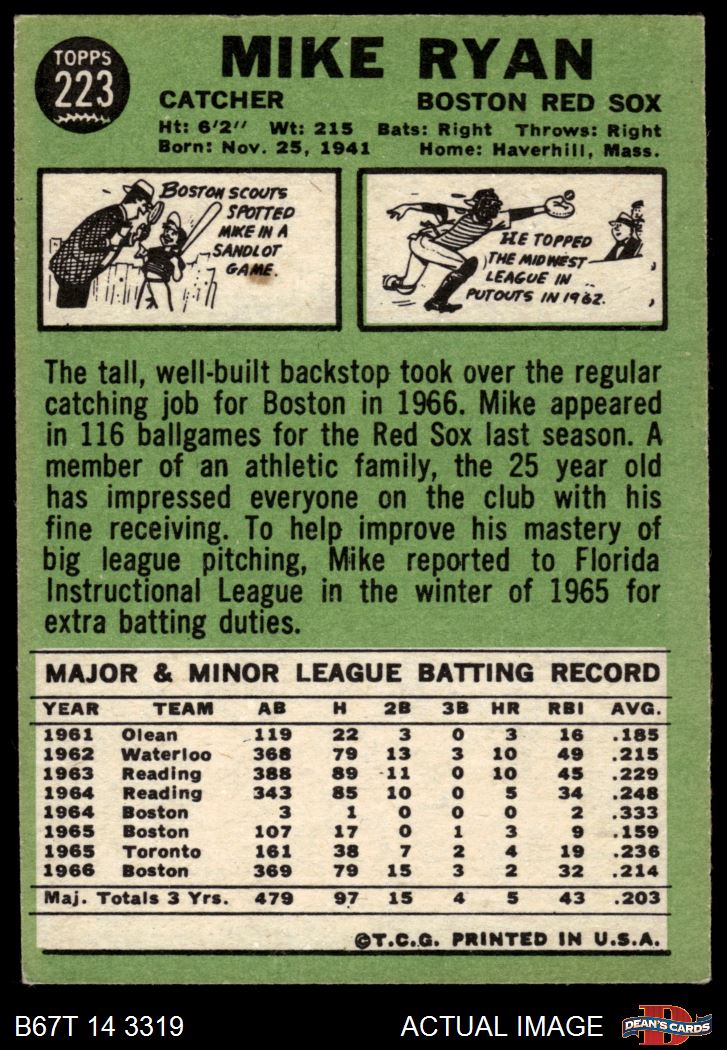 TOPPS
223
MIKE RYAN
CATCHER BOSTON RED SOX
Ht: 6'2" Wt: 215 Bats: Right Throws: Right
Born: Nov. 25, 1941 Home: Haverhill, Mass.
BOSTON SCOUTS
SPOTTED
MIKE IN A
SANDLOT
GAME.
HE TOPPED
THE MIDWEST
LEAGUE IN
PUTOUTS IN 1962.
The tall, well-built backstop took over the regular
catching job for Boston in 1966. Mike appeared
in 116 ballgames for the Red Sox last season. A
member of an athletic family, the 25 year old
has impressed everyone on the club with his
fine receiving. To help improve his mastery of
big league pitching, Mike reported to Florida
Instructional League in the winter of 1965 for
extra batting duties.
MAJOR & MINOR LEAGUE BATTING RECORD
YEAR TEAM AB H 2B 3B HR RBI AVG.
1961 Olean 119 22 3 0 3 16 .185
1962 Waterloo 368 79 13 3 10 49 .215
1963 Reading 388 89 11 0 10 45 .229
1964 Reading 343 85 10 0 5 34 .248
1964 Boston 3 1 0 0 0 2 .333
1965 Boston 107 17 0 1 3 9 .159
1965 Toronto 161 38 7 2 4 19 .236
1966 Boston 369 79 15 3 2 32 .214
Maj. Totals 3 Yrs. 479 97 15 4 5 43 .203
©T.C.G. PRINTED IN U.S.A.
B67T 14 3319 ACTUAL IMAGE
D
DEAN'S CARDS